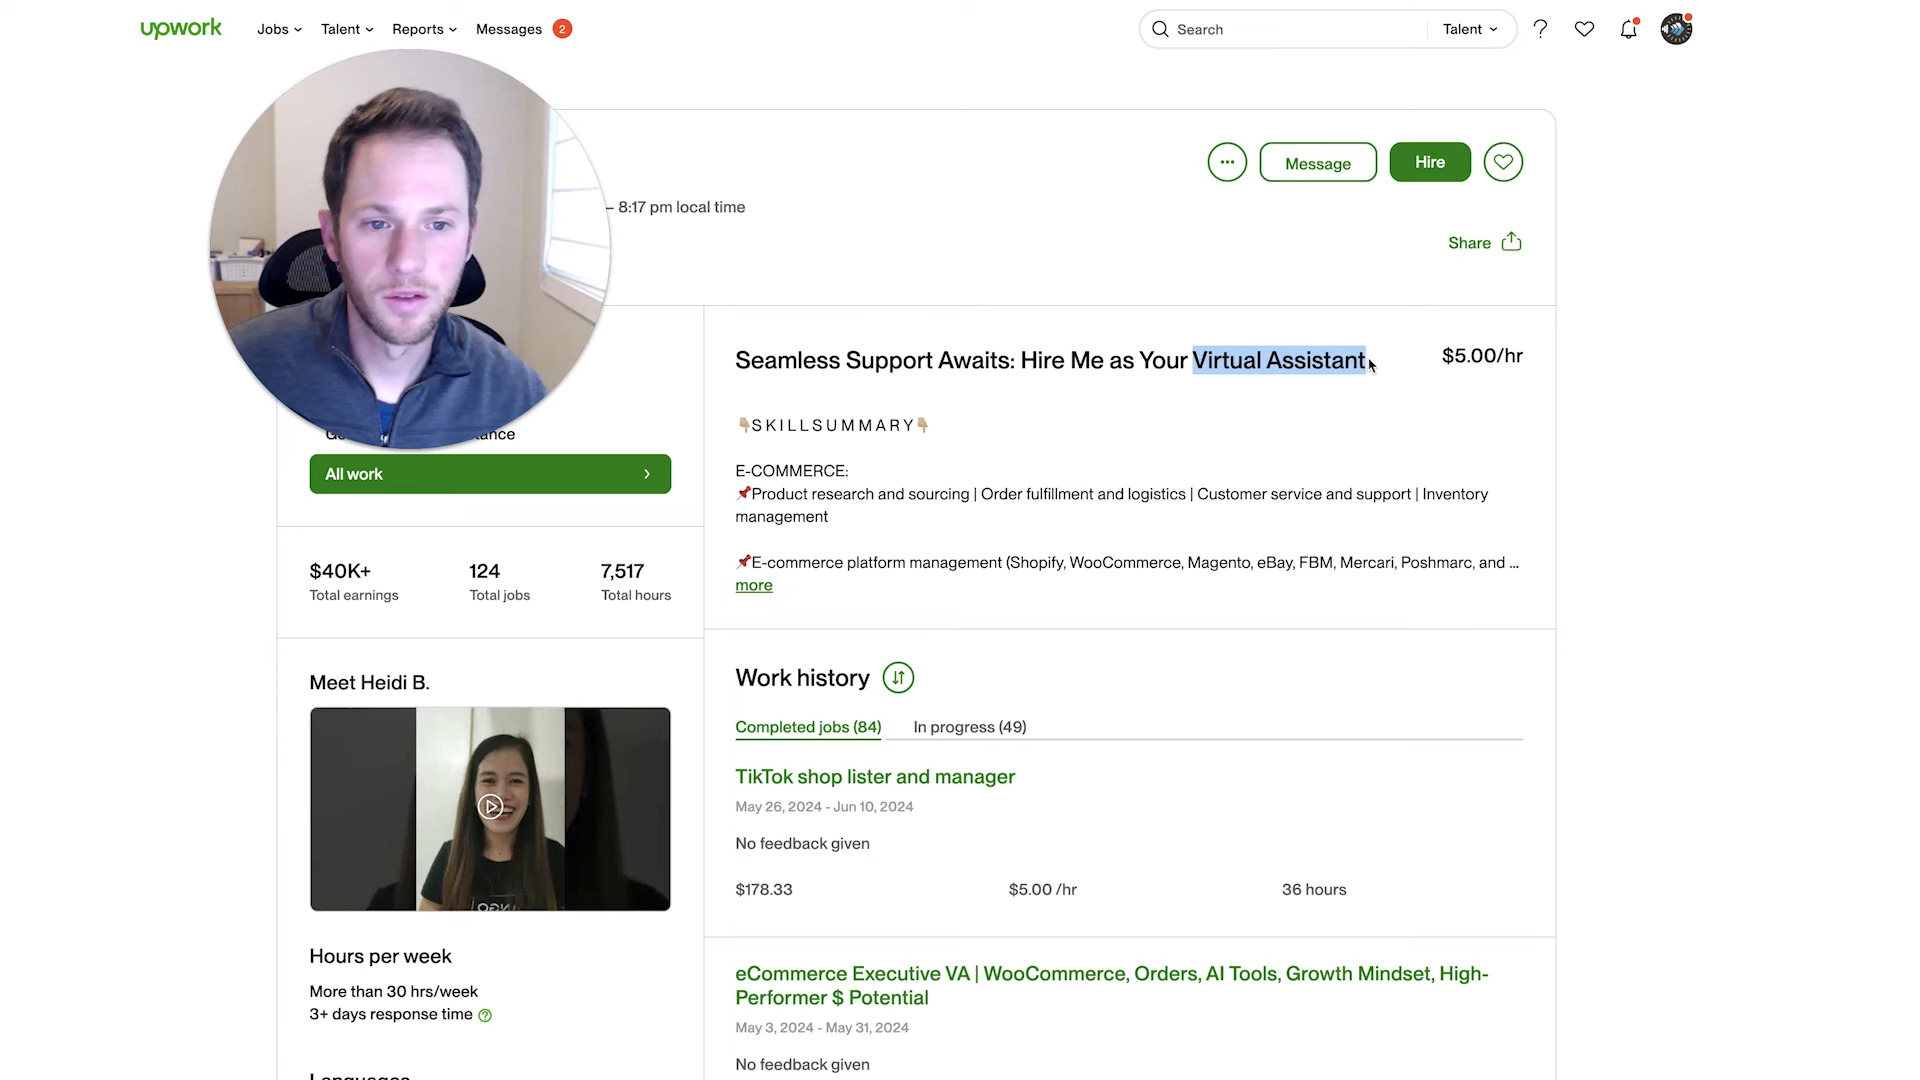 upwork
Jobs
Talent
Reports
Messages
2
Search
Talent
– 8:17 pm local time
Message
Hire
Share
Seamless Support Awaits: Hire Me as Your Virtual Assistant
$5.00/hr
👇🏼S K I L L S U M M A R Y👇🏼
E-COMMERCE:
📌Product research and sourcing | Order fulfillment and logistics | Customer service and support | Inventory
management
📌E-commerce platform management (Shopify, WooCommerce, Magento, eBay, FBM, Mercari, Poshmarc, and ...
more
All work
$40K+
Total earnings
124
Total jobs
7,517
Total hours
Meet Heidi B.
Hours per week
More than 30 hrs/week
3+ days response time
Languages
Work history
Completed jobs (84)
In progress (49)
TikTok shop lister and manager
May 26, 2024 - Jun 10, 2024
No feedback given
$178.33
$5.00 /hr
36 hours
eCommerce Executive VA | WooCommerce, Orders, AI Tools, Growth Mindset, High-
Performer $ Potential
May 3, 2024 - May 31, 2024
No feedback given